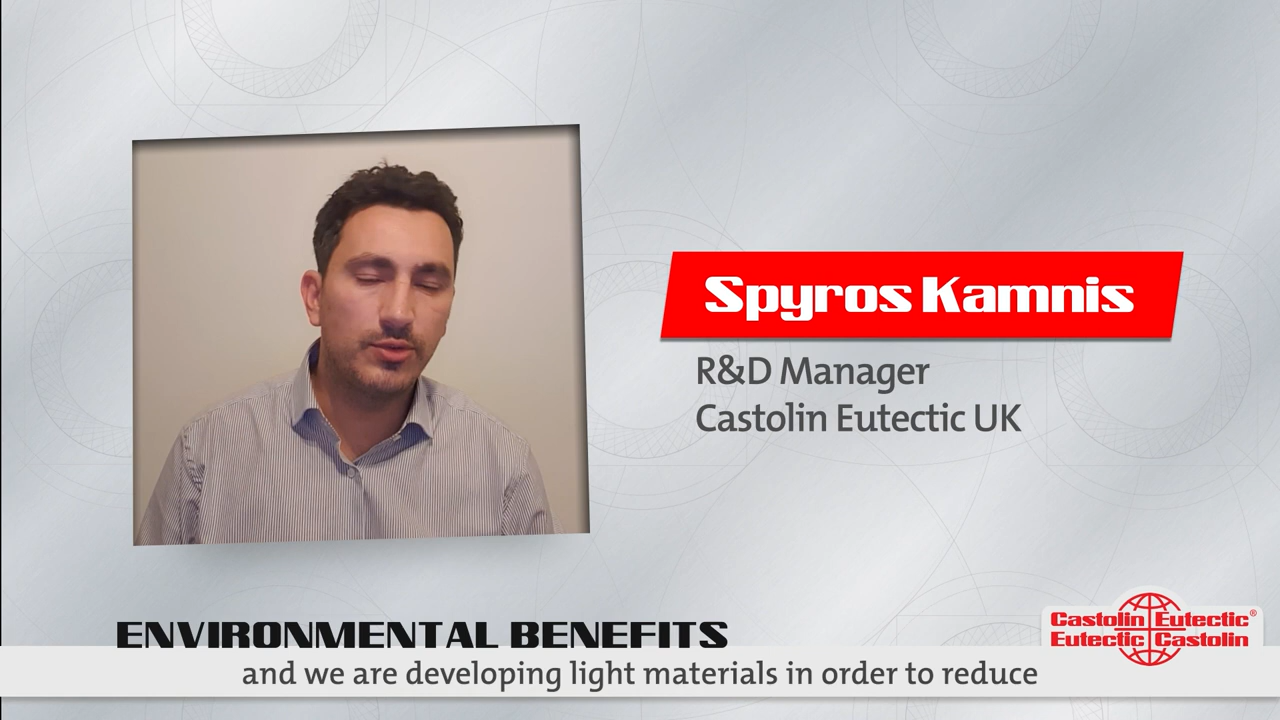 Spyros Kamnis
R&D Manager
Castolin Eutectic UK
ENVIRONMENTAL BENEFITS
Castolin Eutectic®
Eutectic Castolin
and we are developing light materials in order to reduce